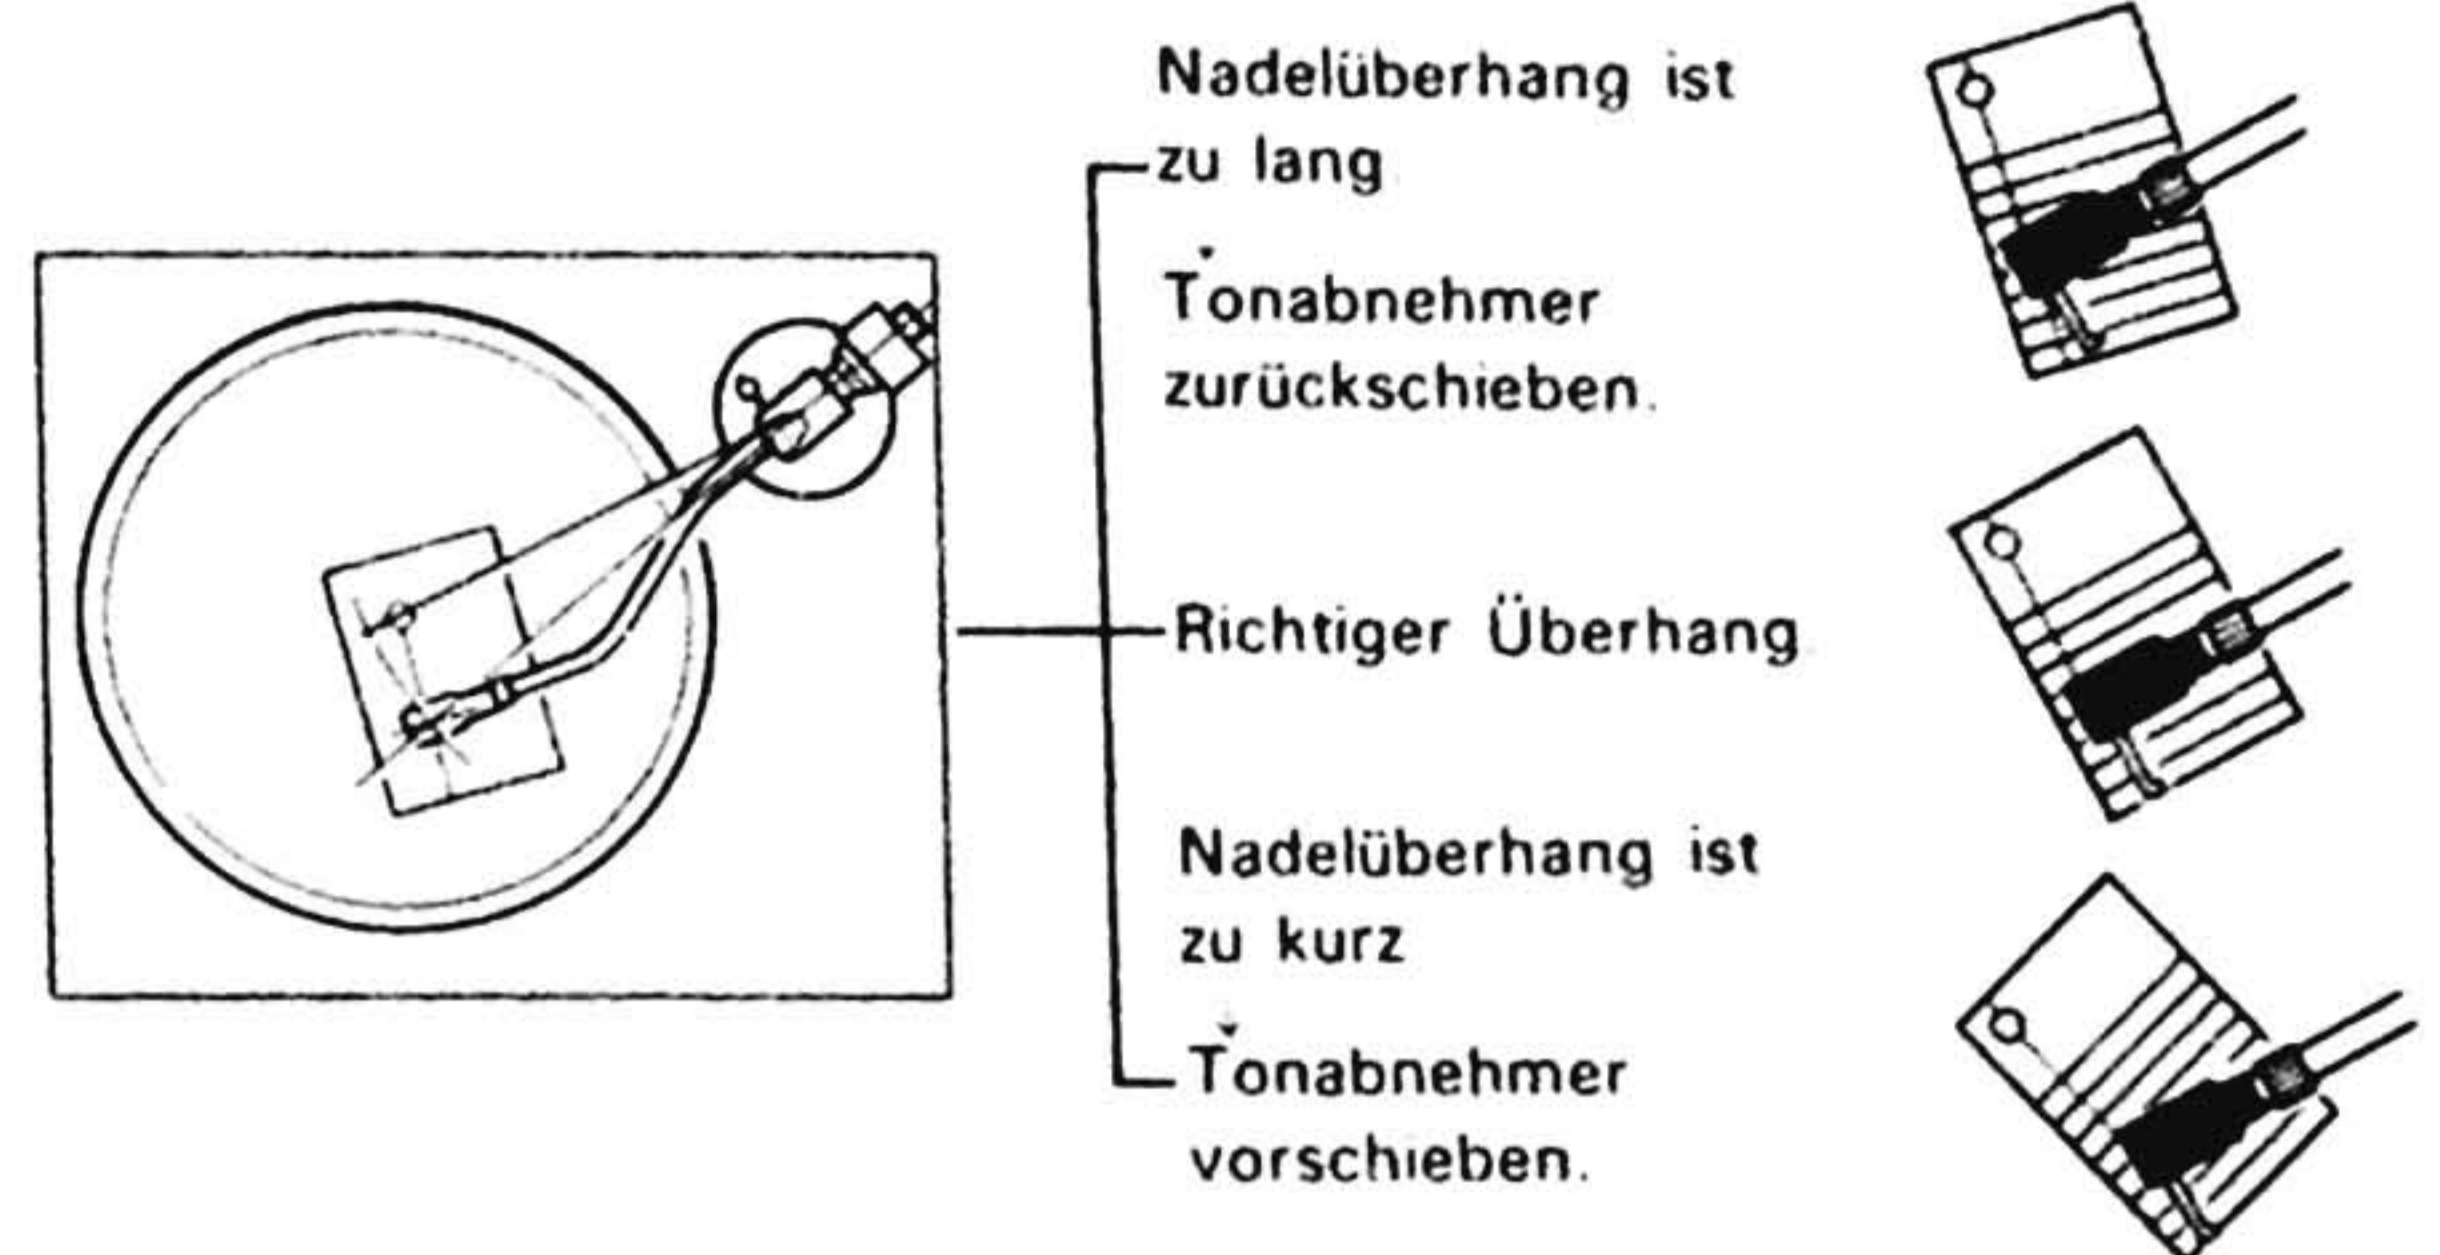 Nadelüberhang ist
zu lang
Tonabnehmer
zurückschieben.
Richtiger Überhang
Nadelüberhang ist
zu kurz
Tonabnehmer
vorschieben.